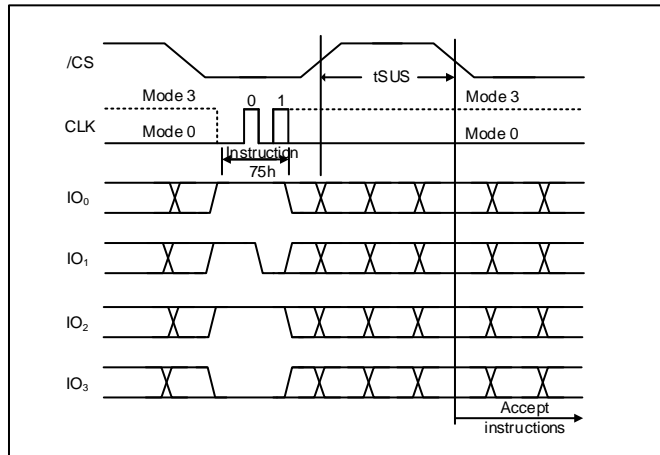 /CS
tSUS
Mode 3
0 1
Mode 3
CLK
Mode 0
Mode 0
Instruction
75h
IO₀
IO₁
IO₂
IO₃
Accept
instructions